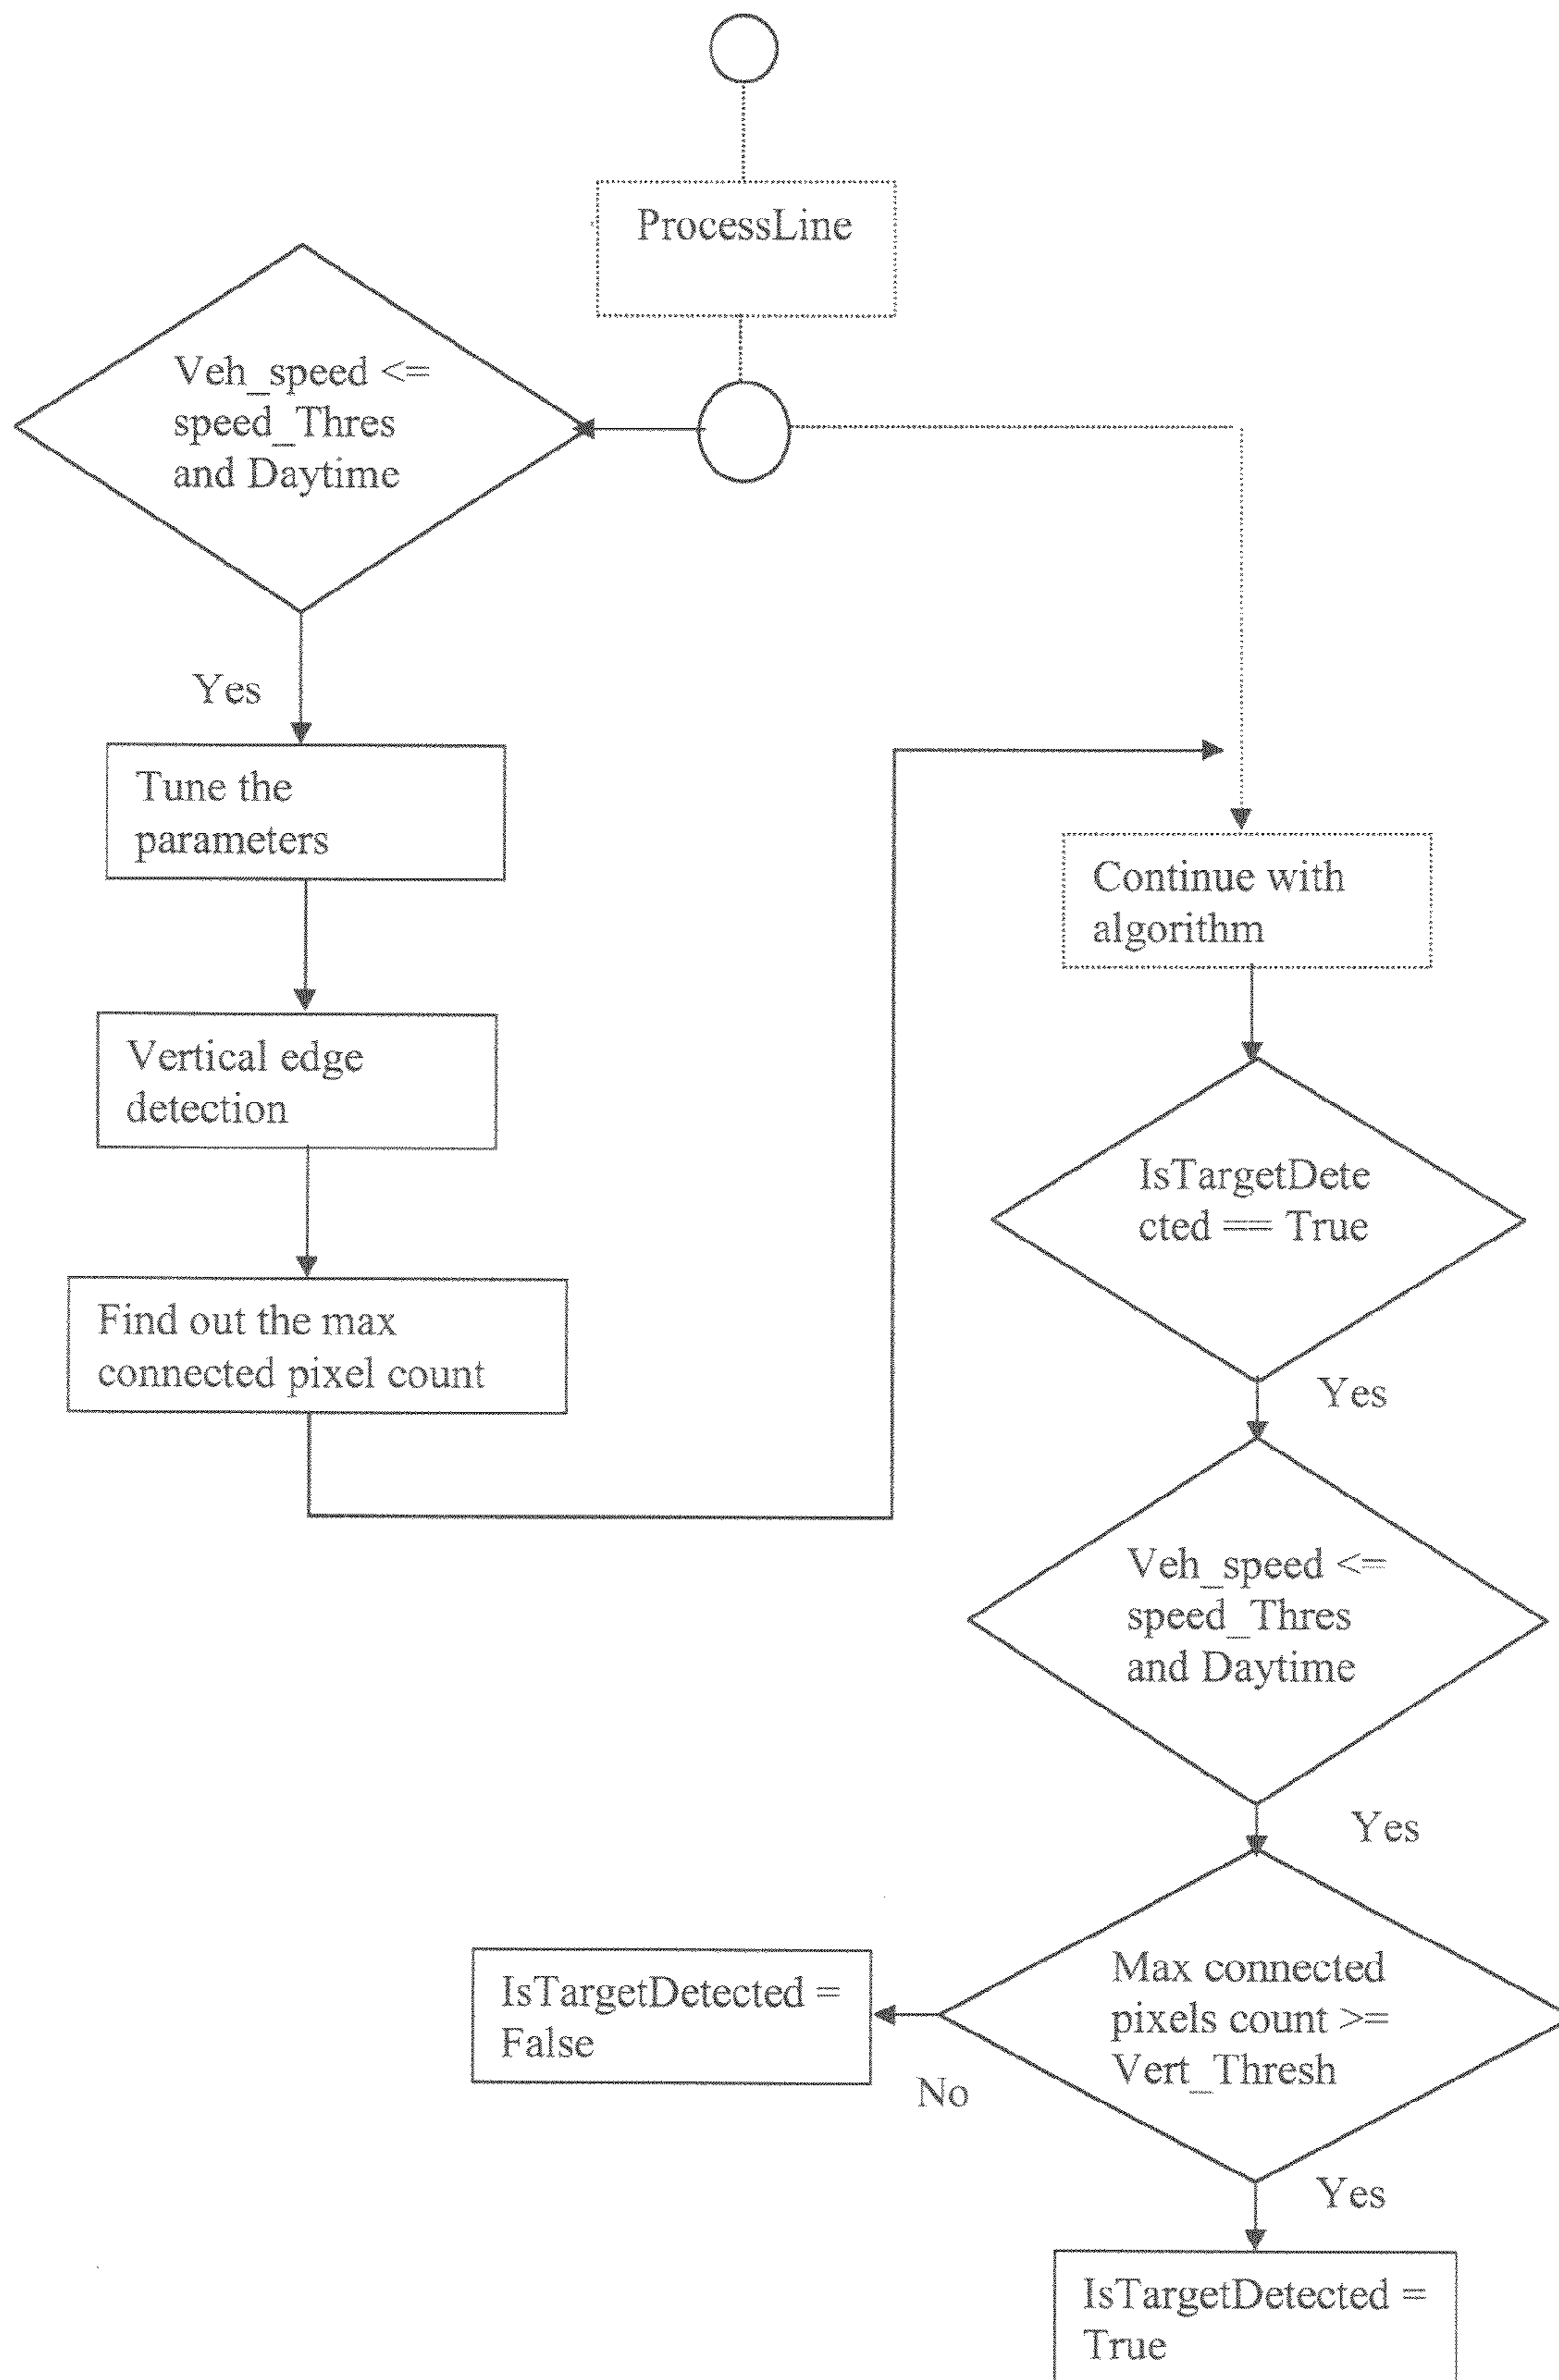 ProcessLine
Veh_speed <=
speed_Thres
and Daytime
Yes
Tune the
parameters
Vertical edge
detection
Find out the max
connected pixel count
Continue with
algorithm
IsTargetDete
cted == True
Yes
Veh_speed <=
speed_Thres
and Daytime
Yes
Max connected
pixels count >=
Vert_Thresh
IsTargetDetected =
False
No
Yes
IsTargetDetected =
True